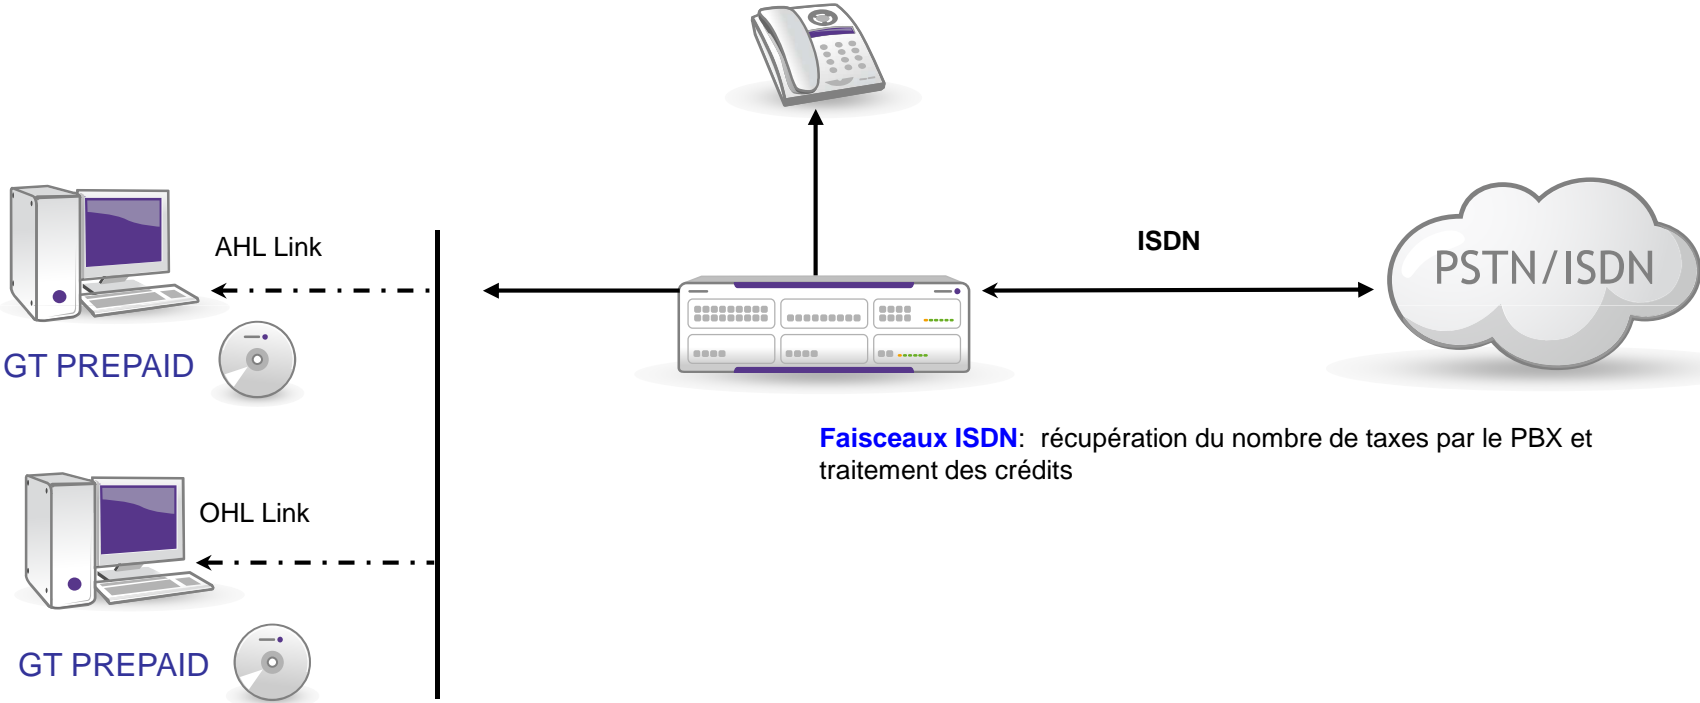 AHL Link
ISDN
PSTN/ISDN
GT PREPAID
Faisceaux ISDN: récupération du nombre de taxes par le PBX et
traitement des crédits
OHL Link
GT PREPAID